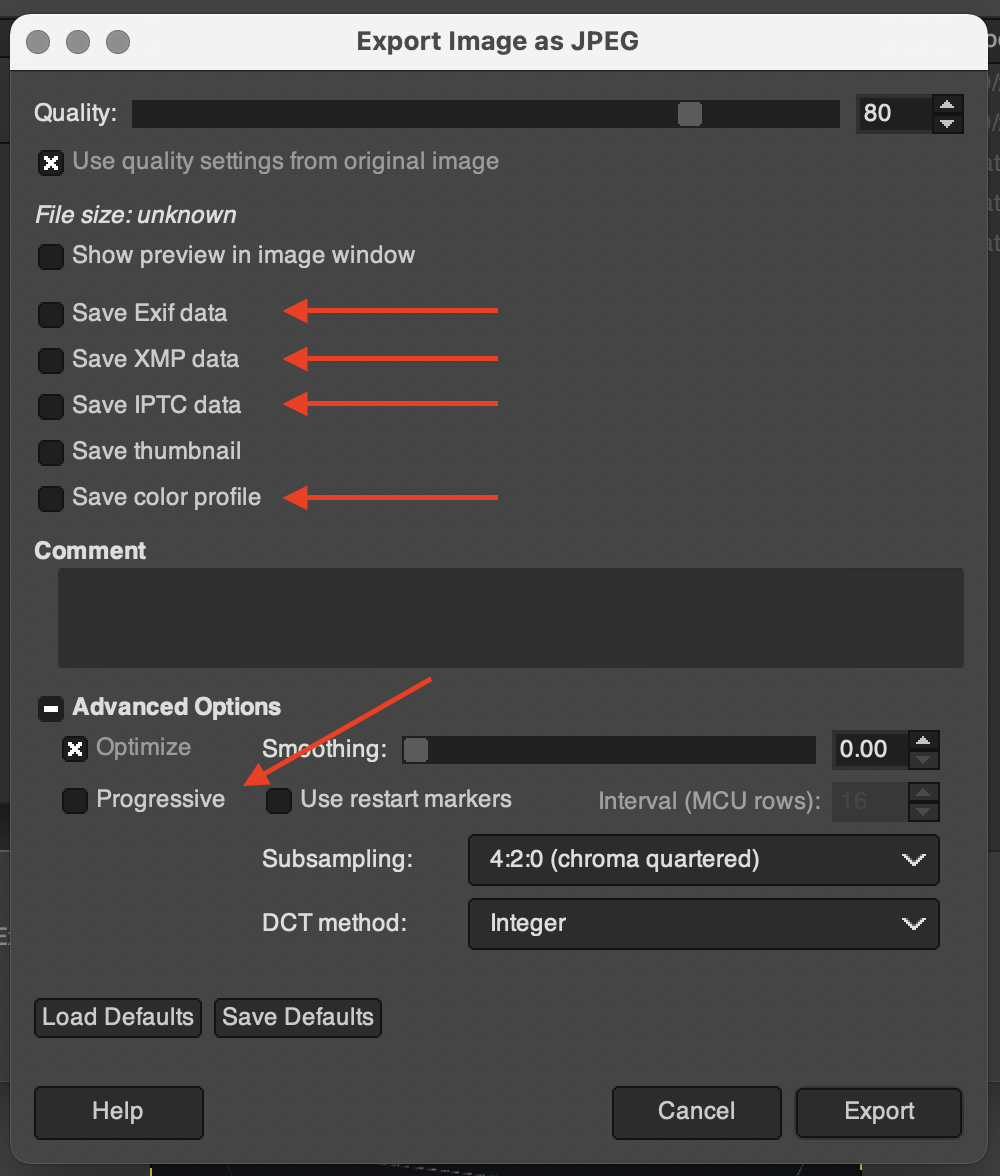 Export Image as JPEG
Quality: 80
Use quality settings from original image
File size: unknown
Show preview in image window
Save Exif data
Save XMP data
Save IPTC data
Save thumbnail
Save color profile
Comment
Advanced Options
Optimize Smoothing: 0.00
Progressive Use restart markers Interval (MCU rows): 16
Subsampling: 4:2:0 (chroma quartered)
DCT method: Integer
Load Defaults Save Defaults
Help Cancel Export